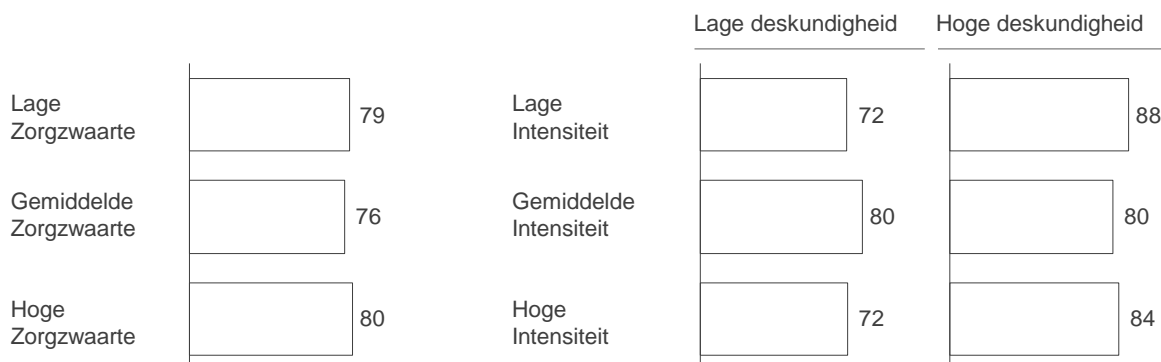 Lage deskundigheid
Hoge deskundigheid
Lage
Zorgzwaarte
79
Gemiddelde
Zorgzwaarte
76
Hoge
Zorgzwaarte
80
Lage
Intensiteit
72
88
Gemiddelde
Intensiteit
80
80
Hoge
Intensiteit
72
84